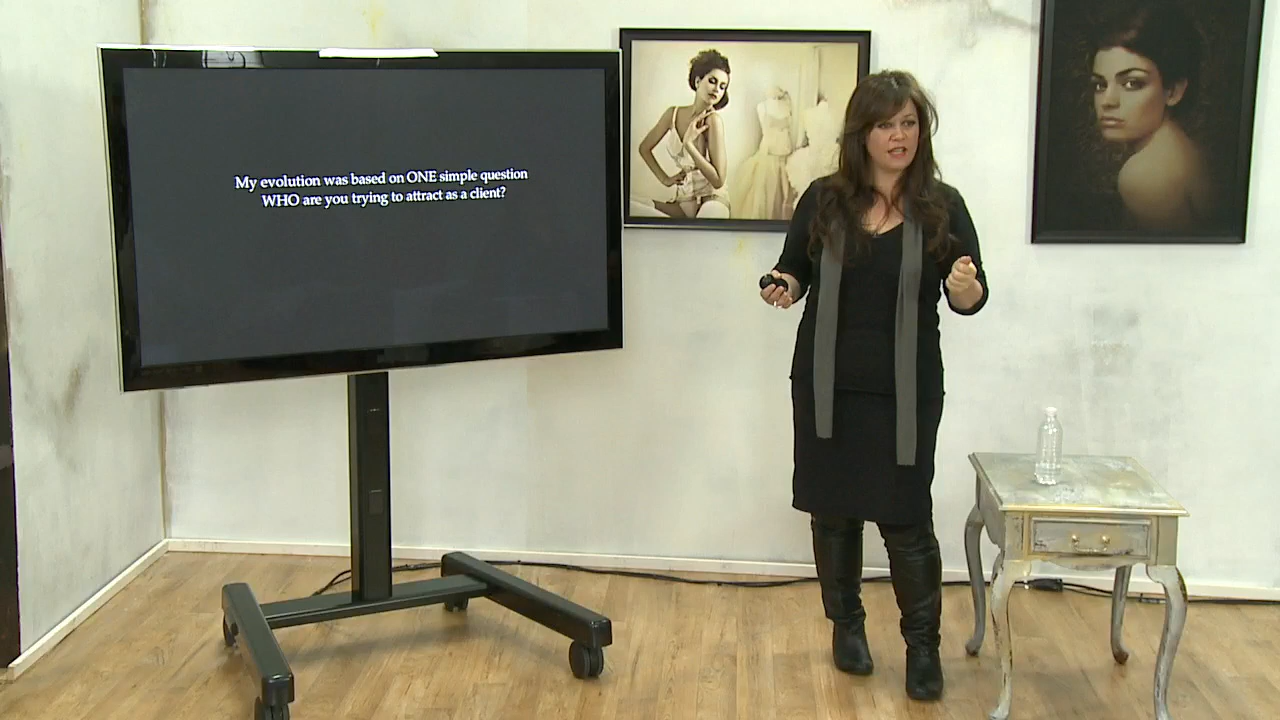 My evolution was based on ONE simple question
WHO are you trying to attract as a client?